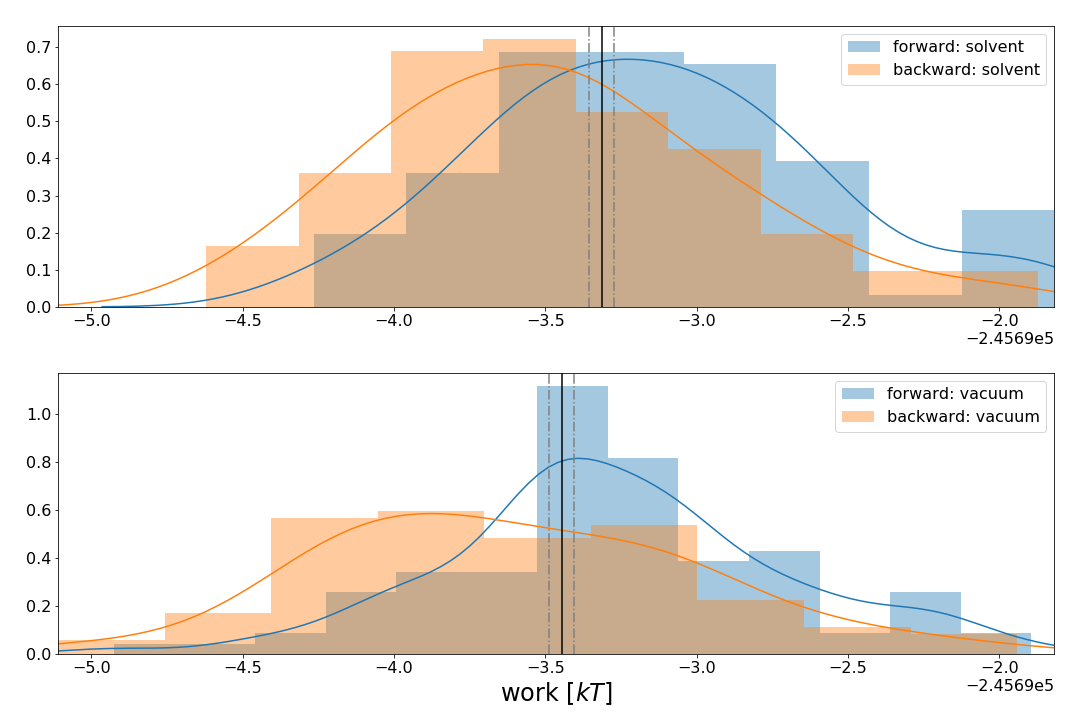 forward: solvent
backward: solvent
0.7
0.6
0.5
0.4
0.3
0.2
0.1
0.0
−5.0 −4.5 −4.0 −3.5 −3.0 −2.5 −2.0
−2.4569e5
forward: vacuum
backward: vacuum
1.0
0.8
0.6
0.4
0.2
0.0
−5.0 −4.5 −4.0 −3.5 −3.0 −2.5 −2.0
−2.4569e5
work [kT]